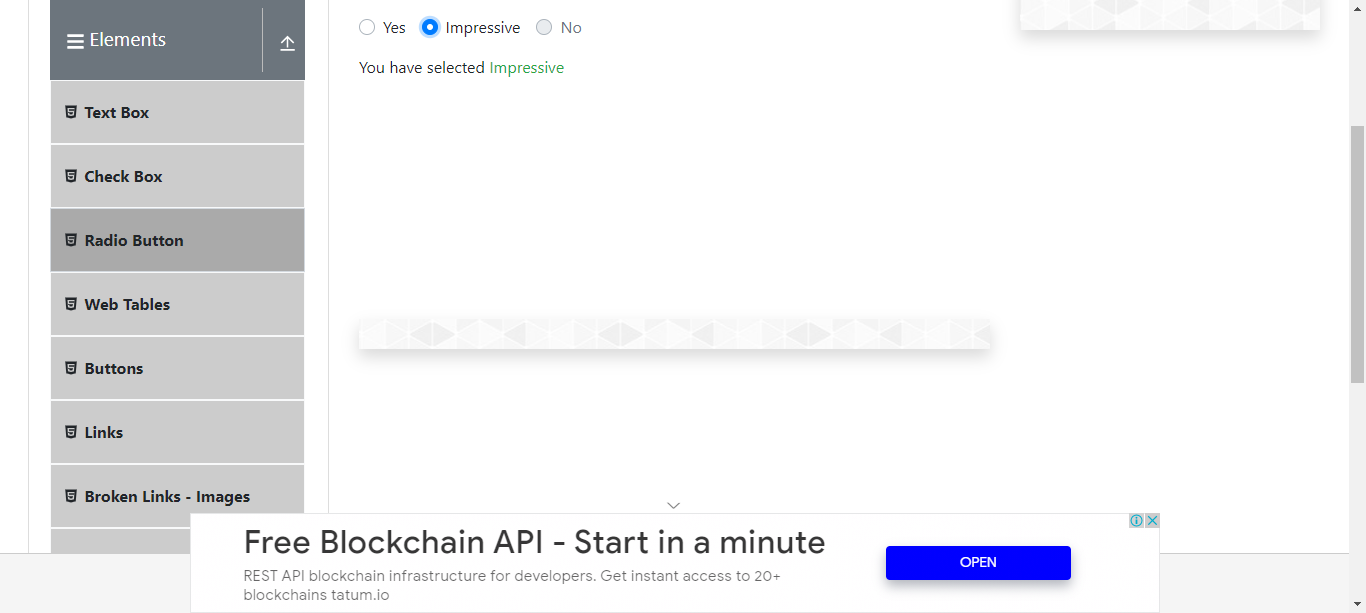 Elements
Yes Impressive No
You have selected Impressive
Text Box
Check Box
Radio Button
Web Tables
Buttons
Links
Broken Links - Images
Free Blockchain API - Start in a minute
REST API blockchain infrastructure for developers. Get instant access to 20+
blockchains tatum.io
OPEN